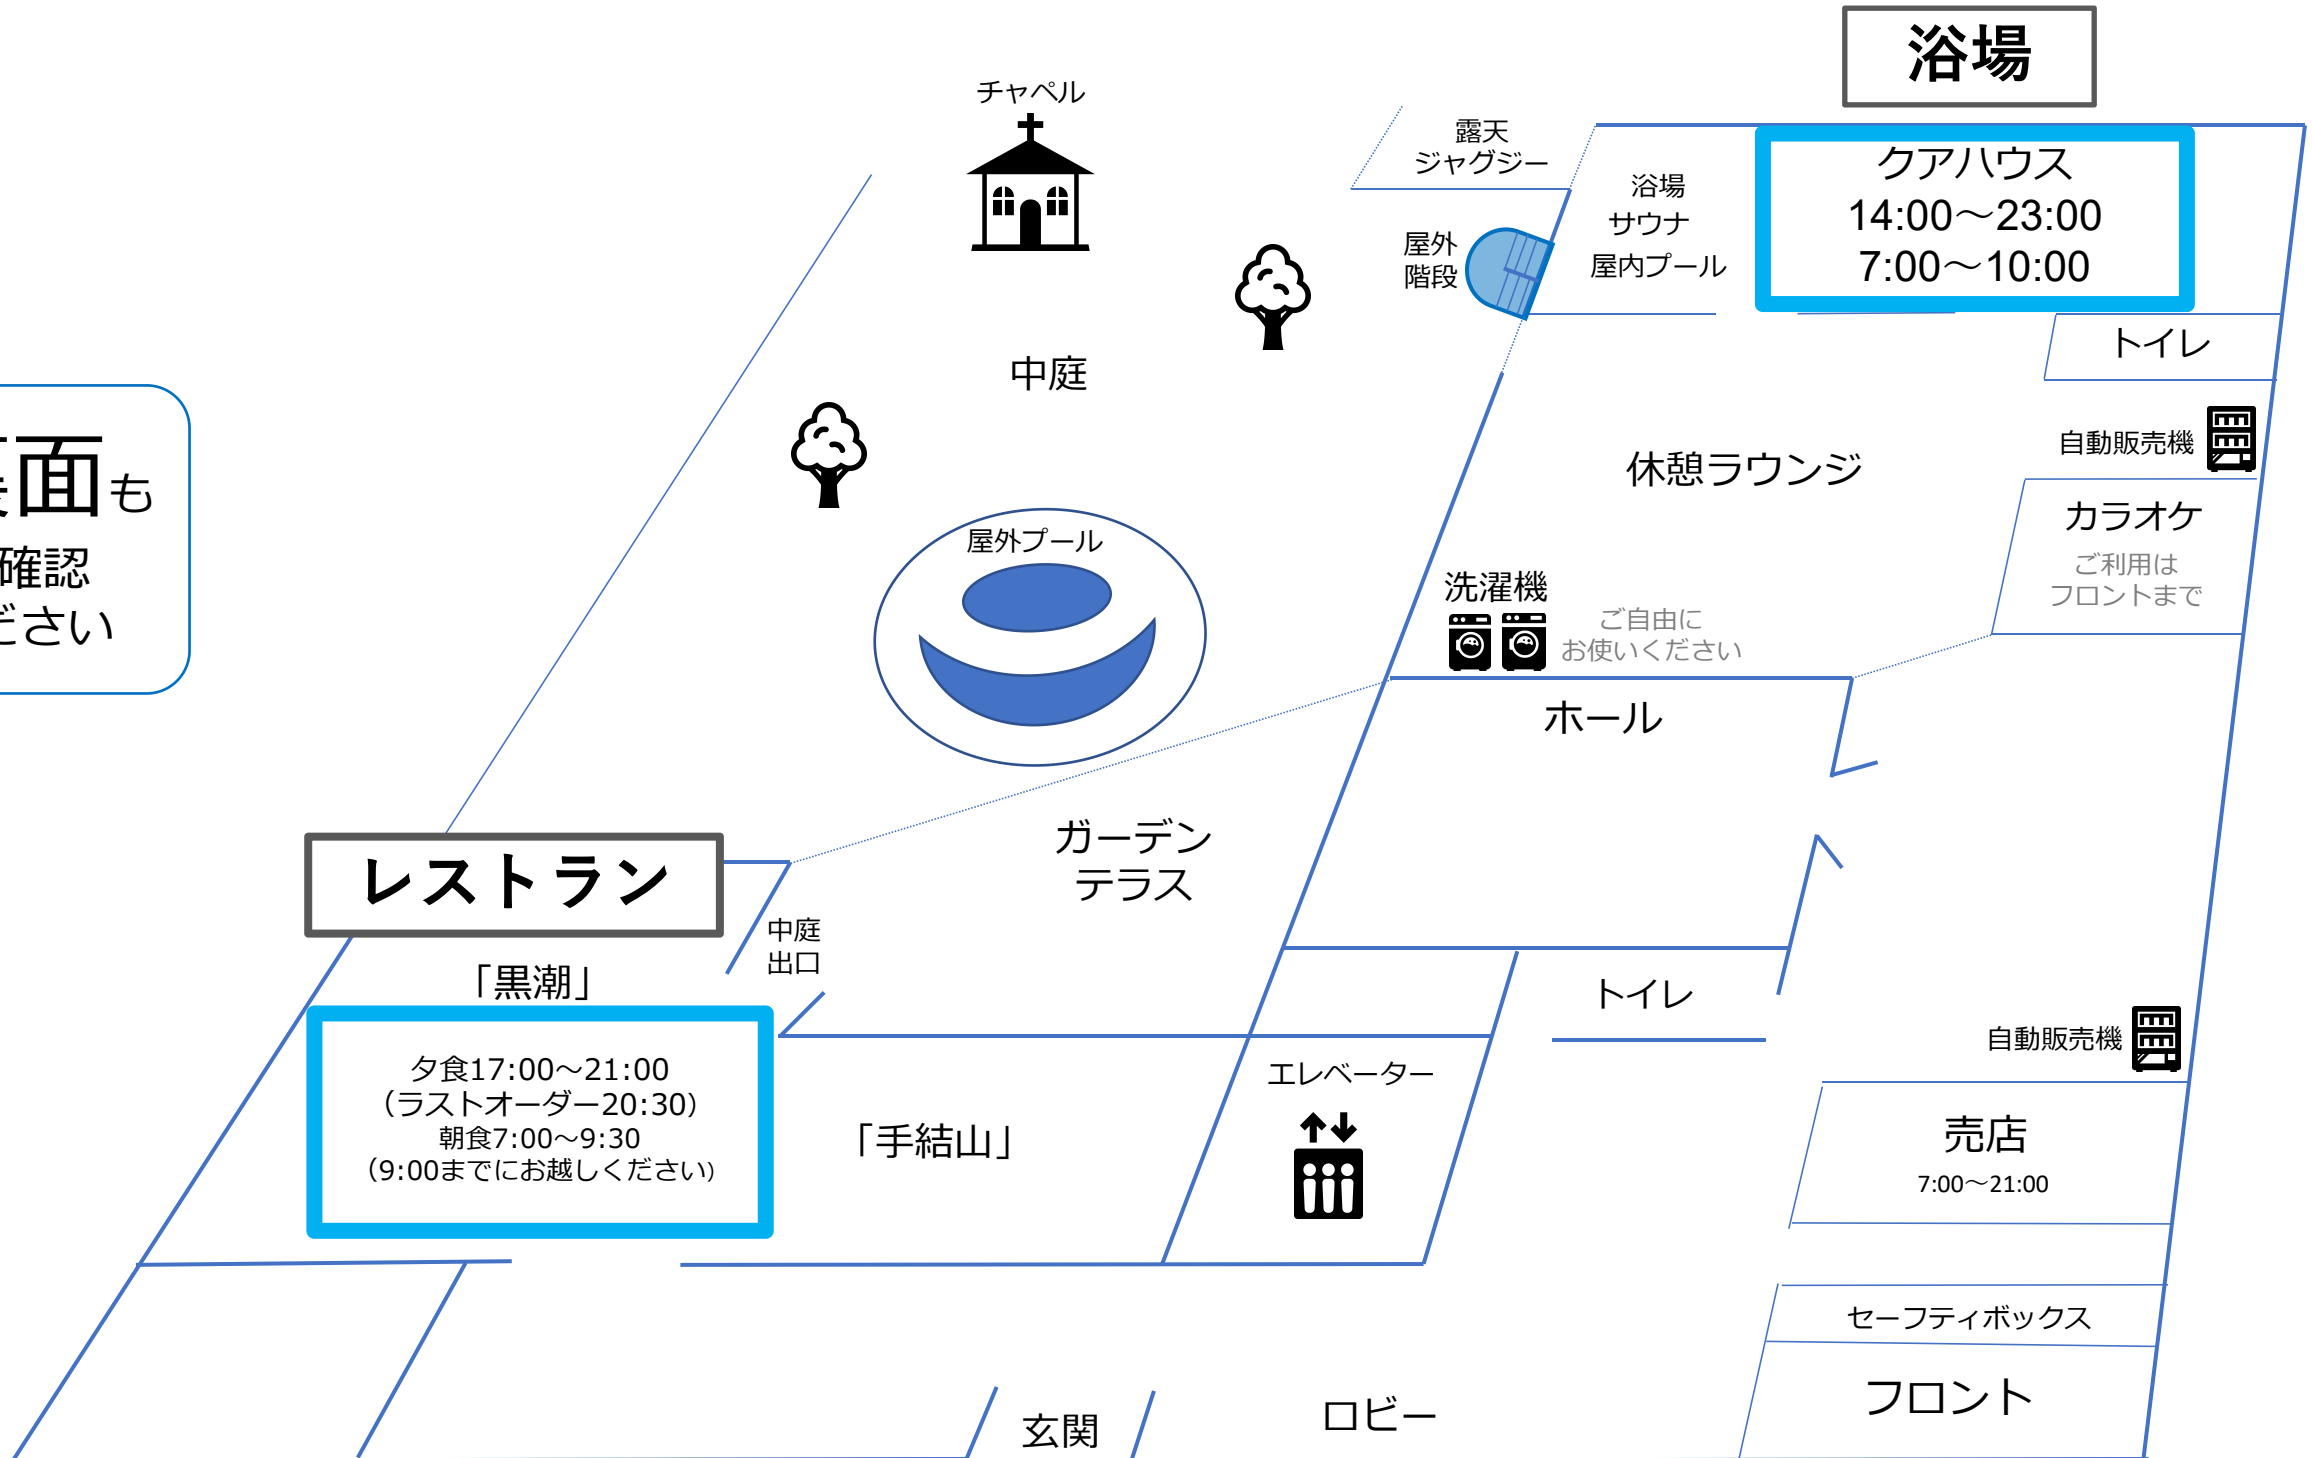 浴場
チャペル
露天
ジャグジー
浴場
サウナ
屋内プール
クアハウス
14:00～23:00
7:00～10:00
屋外
階段
トイレ
中庭
自動販売機
休憩ラウンジ
面も
確認
ださい
カラオケ
ご利用は
フロントまで
屋外プール
洗濯機
ご自由に
お使いください
ホール
ガーデン
テラス
レストラン
中庭
出口
「黒潮」
トイレ
自動販売機
夕食17:00～21:00
（ラストオーダー20:30）
朝食7:00～9:30
（9:00までにお越しください）
「手結山」
エレベーター
売店
7:00～21:00
セーフティボックス
フロント
玄関
ロビー